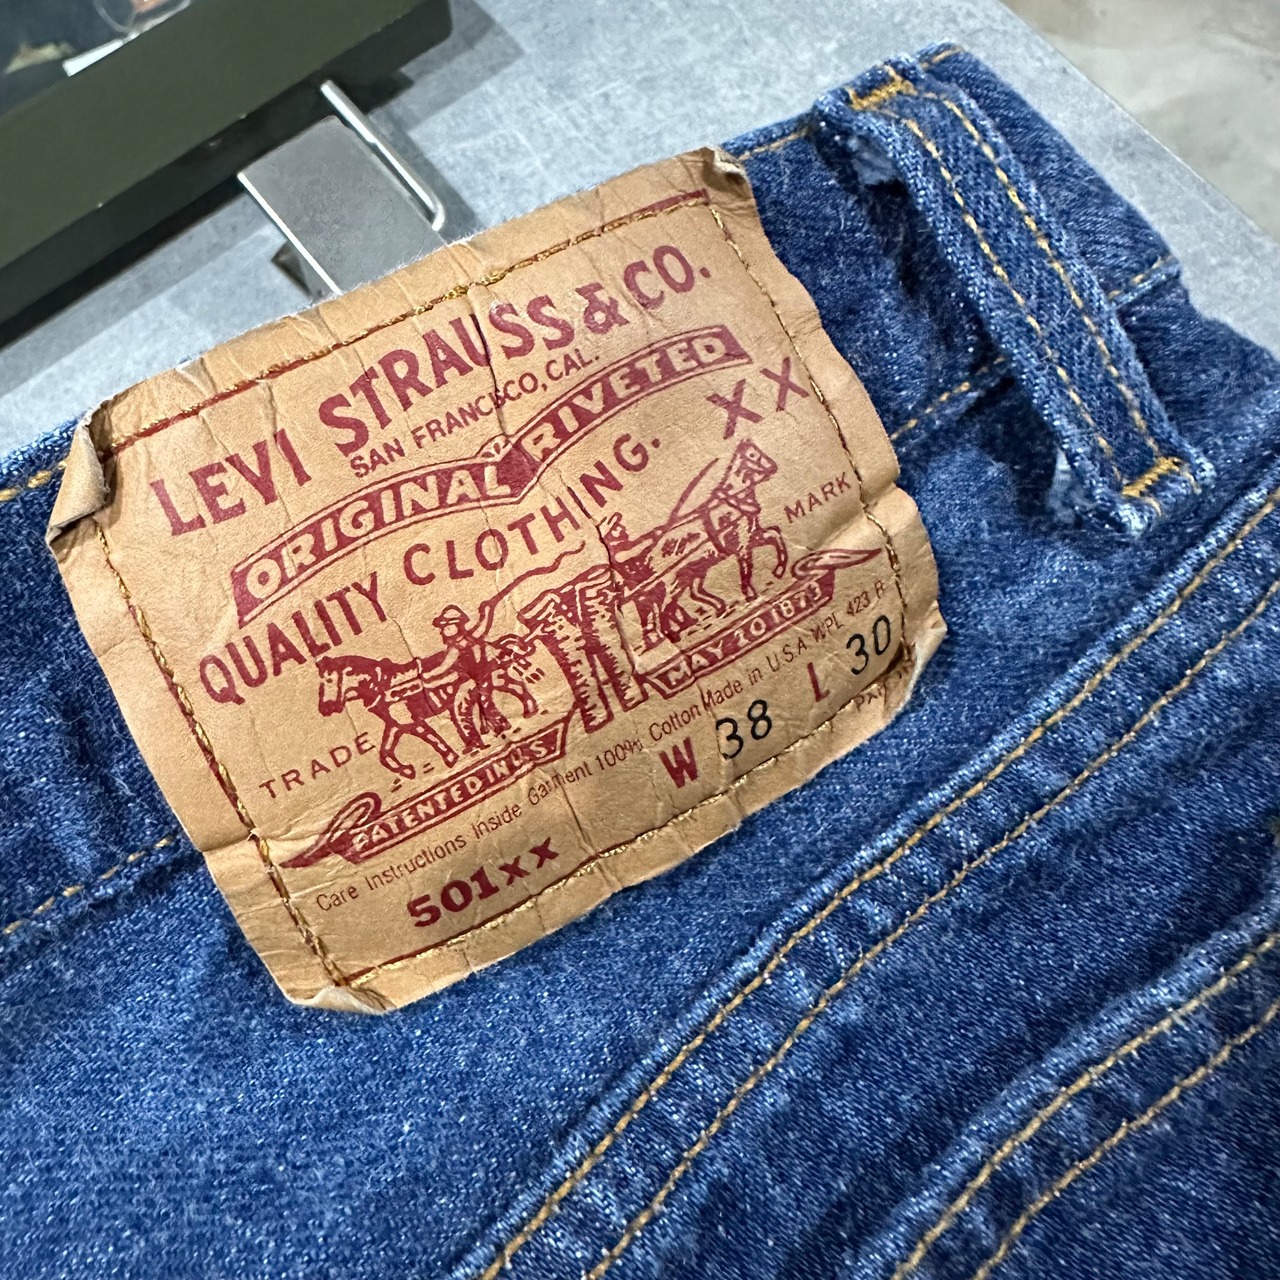 LEVI STRAUSS & CO.
SAN FRANCISCO, CAL.
ORIGINAL RIVETED
QUALITY CLOTHING. XX
TRADE MARK
PATENTED IN U.S. MAY 20 1873
Care Instructions Inside Garment 100% Cotton Made in U.S.A. WPL 423
501xx W 38 L 30